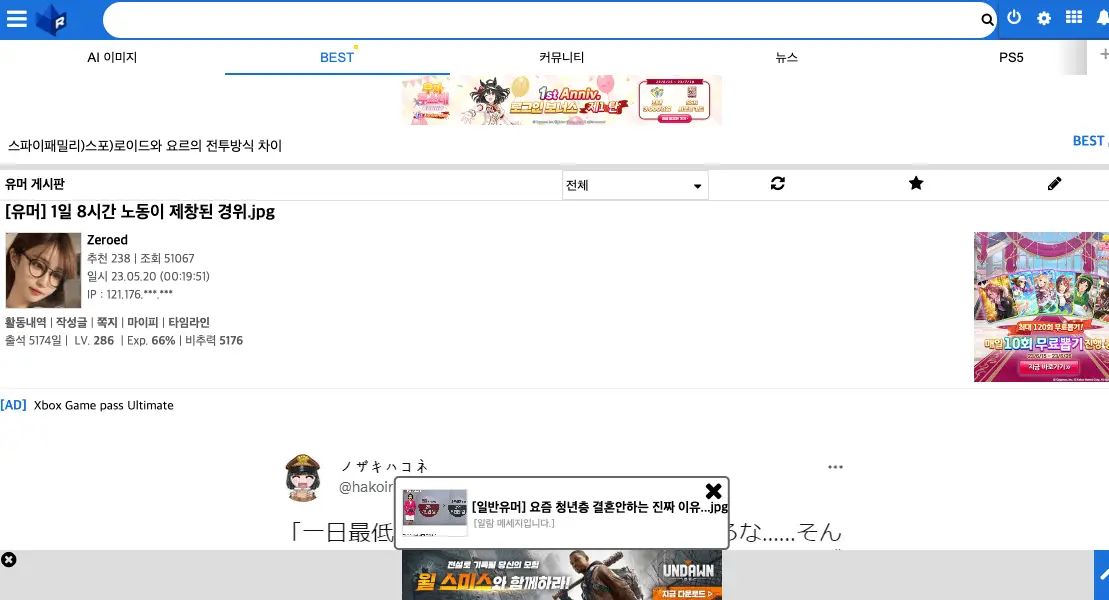 AI 이미지
BEST
커뮤니티
뉴스
PS5
1st Anniv.
로그인 보너스 제1탄
스파이패밀리)스포)로이드와 요르의 전투방식 차이
BEST
유머 게시판
전체
[유머] 1일 8시간 노동이 제창된 경위.jpg
Zeroed
추천 238 | 조회 51067
일시 23.05.20 (00:19:51)
IP : 121.176.***.***
활동내역 | 작성글 | 쪽지 | 마이피 | 타임라인
출석 5174일 | LV. 286 | Exp. 66% | 비추력 5176
최대 120회 무료뽑기!
매일 10회 무료뽑기 진행
지금 바로가기»
[AD] Xbox Game pass Ultimate
ノザキハコネ
@hakoir
[일반유머] 요즘 청년층 결혼안하는 진짜 이유...jpg
[알람 메세지입니다.]
「一日最低
るな......そん
전설로 기록될 당신의 모험
윌 스미스와 함께하라!
UNDAWN
지금 다운로드